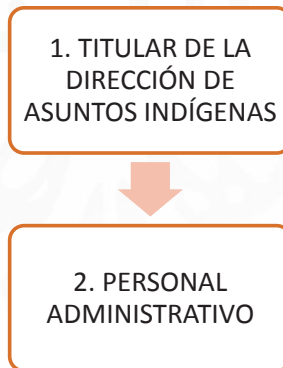 1. TITULAR DE LA
DIRECCIÓN DE
ASUNTOS INDÍGENAS
2. PERSONAL
ADMINISTRATIVO